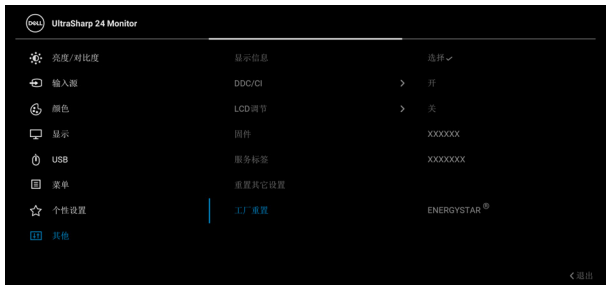 DELL UltraSharp 24 Monitor
亮度/对比度 显示信息 选择
输入源 DDC/CI 开
颜色 LCD调节 关
显示 固件 XXXXXX
USB 服务标签 XXXXXXX
菜单 重置其它设置
个性设置 工厂重置 ENERGYSTAR ®
其他
退出